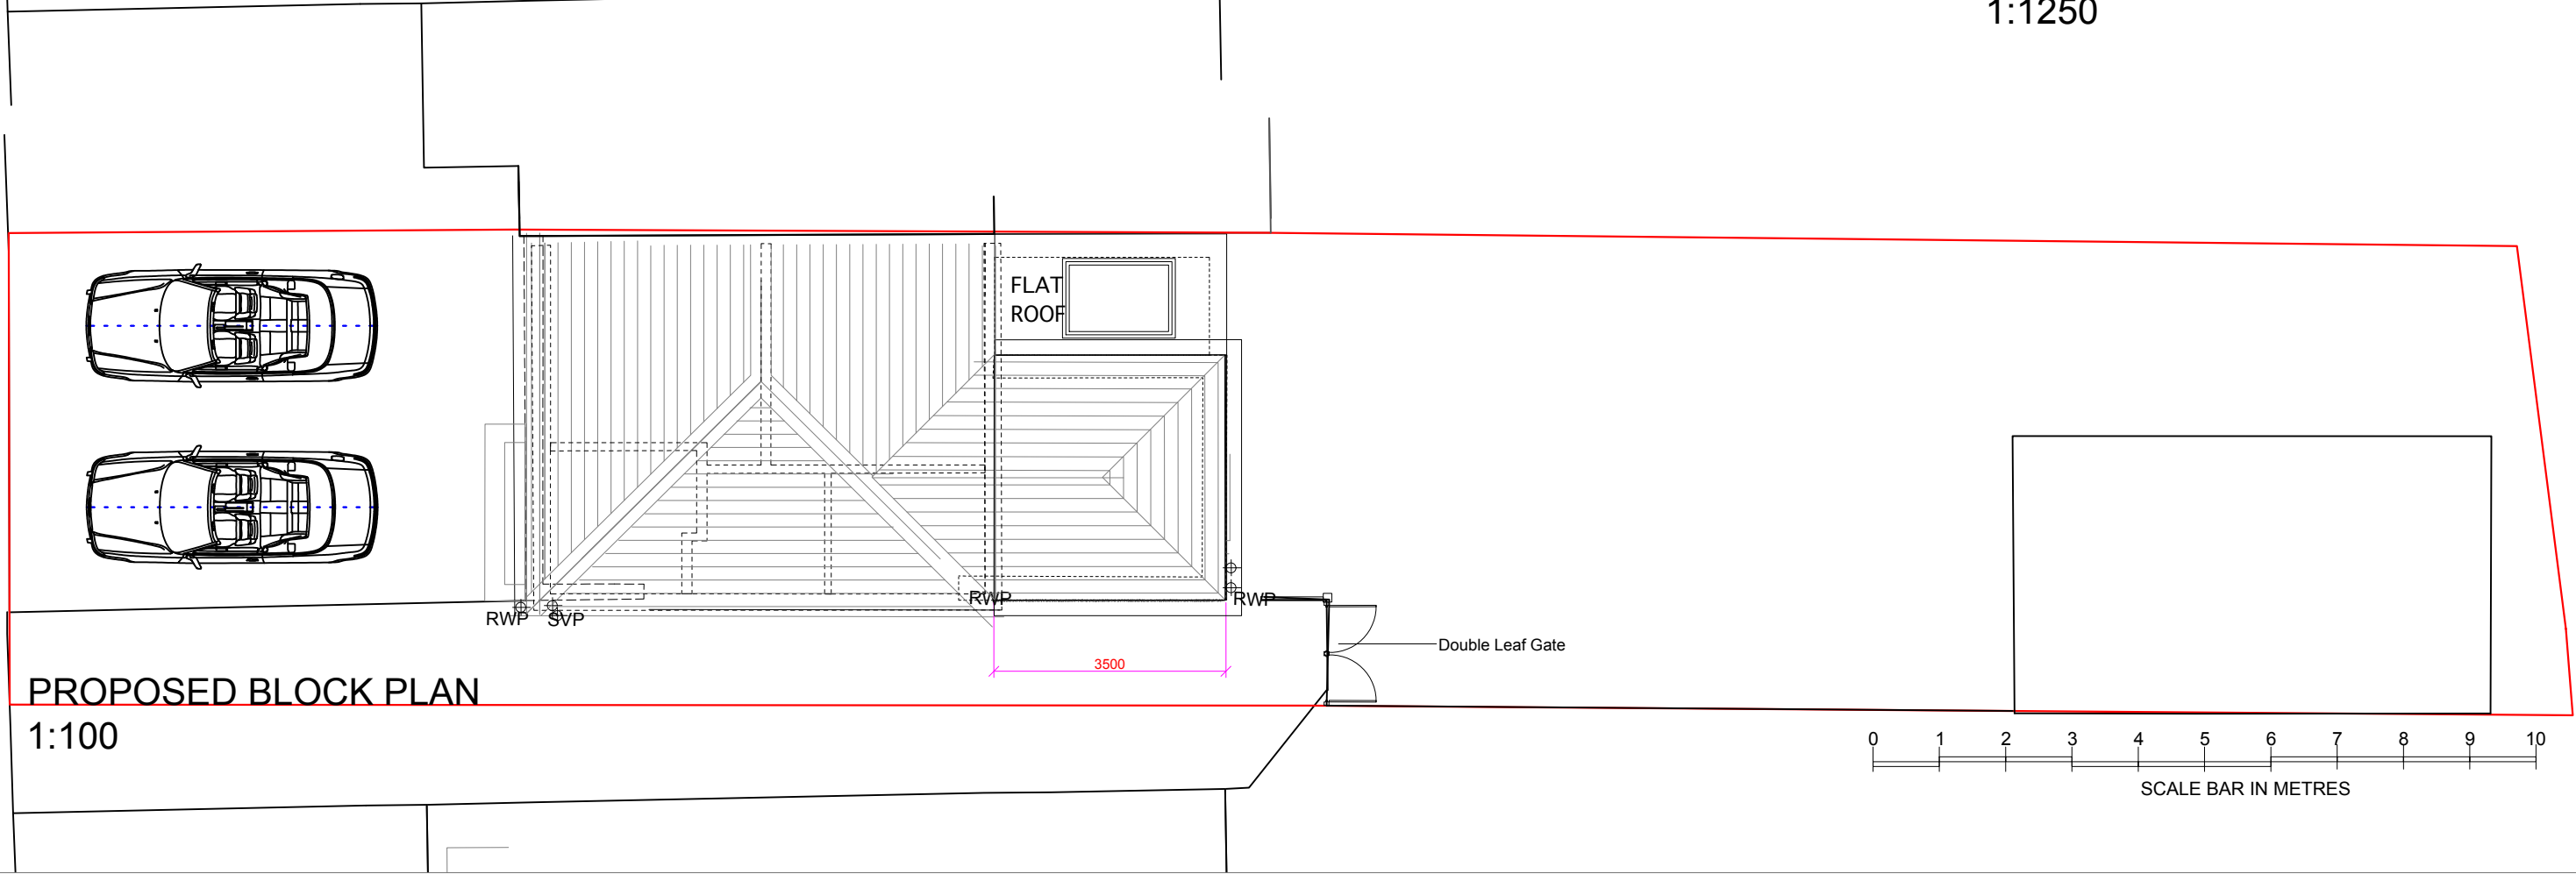 1:1250
FLAT
ROOF
RWP
RWP
RWP
SVP
Double Leaf Gate
3500
PROPOSED BLOCK PLAN
1:100
0 1 2 3 4 5 6 7 8 9 10
SCALE BAR IN METRES